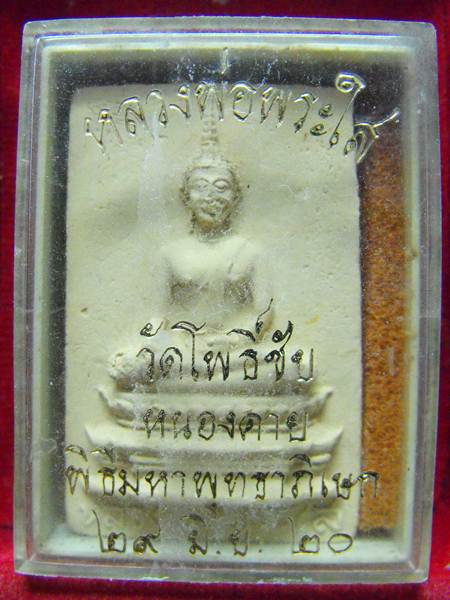 หลวงพ่อพระใส
วัดโพธิ์ชัย
หนองคาย
พิธีมหาพุทธาภิเษก
๒๙ มิ.ย. ๒๐